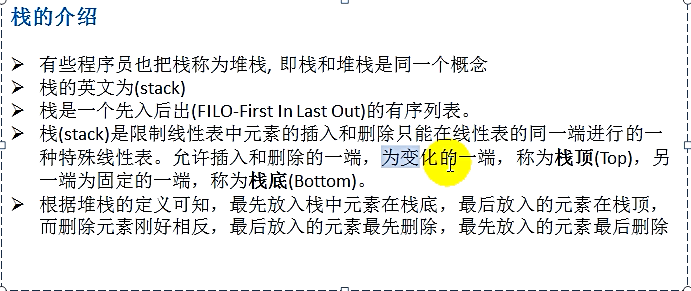 栈的介绍
➢ 有些程序员也把栈称为堆栈, 即栈和堆栈是同一个概念
➢ 栈的英文为(stack)
➢ 栈是一个先入后出(FILO-First In Last Out)的有序列表。
➢ 栈(stack)是限制线性表中元素的插入和删除只能在线性表的同一端进行的一
种特殊线性表。允许插入和删除的一端，为变化的一端，称为栈顶(Top)，另
一端为固定的一端，称为栈底(Bottom)。
➢ 根据堆栈的定义可知，最先放入栈中元素在栈底，最后放入的元素在栈顶，
而删除元素刚好相反，最后放入的元素最先删除，最先放入的元素最后删除